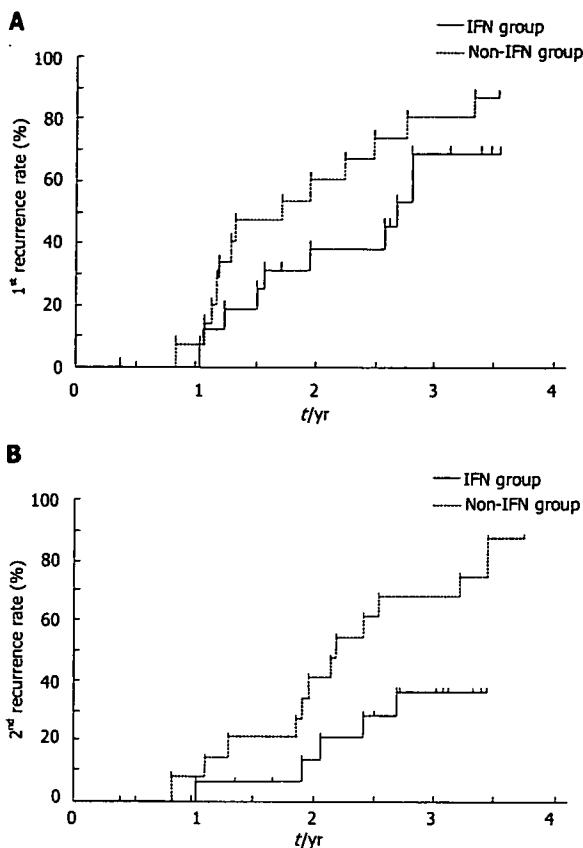 A
IFN group
Non-IFN group
100
80
60
40
20
0
1st recurrence rate (%)
0 1 2 3 4
t/yr
B
IFN group
Non-IFN group
100
80
60
40
20
0
2nd recurrence rate (%)
0 1 2 3 4
t/yr